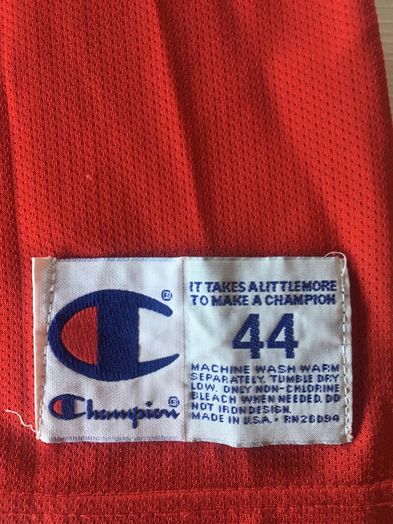 ®
Champion®
IT TAKES A LITTLE MORE
TO MAKE A CHAMPION
44
MACHINE WASH WARM
SEPARATELY. TUMBLE DRY
LOW. ONLY NON-CHLORINE
BLEACH WHEN NEEDED. DO
NOT IRON DESIGN.
MADE IN U.S.A. • RN26094